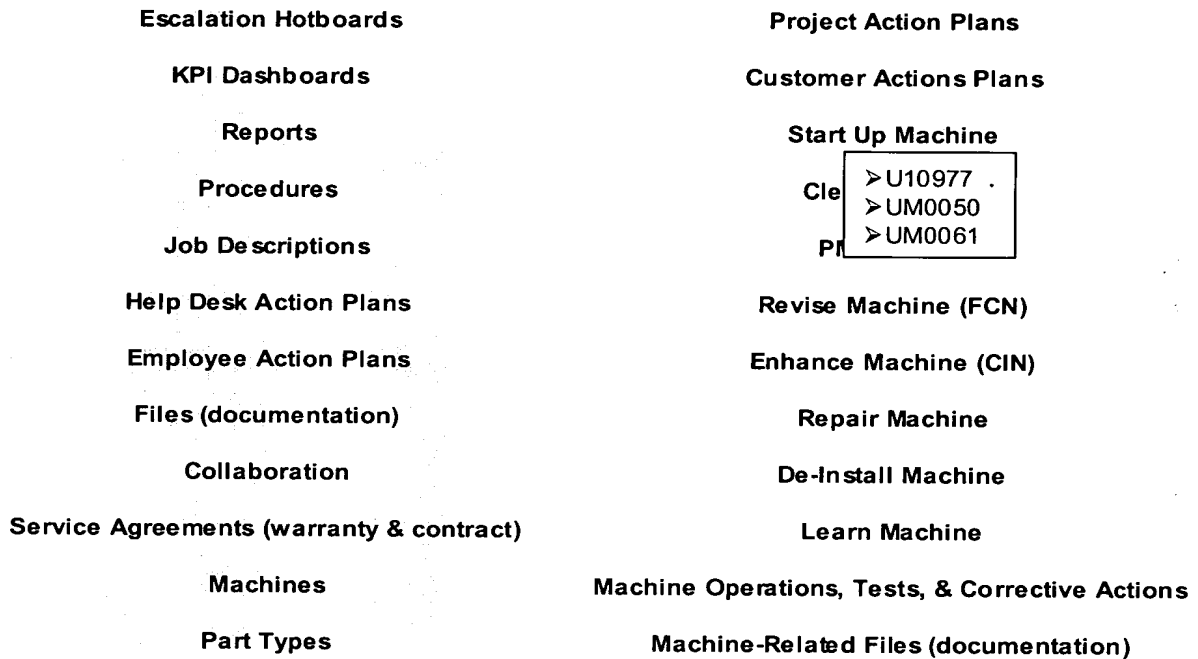 Escalation Hotboards
KPI Dashboards
Reports
Procedures
Job Descriptions
Help Desk Action Plans
Employee Action Plans
Files (documentation)
Collaboration
Service Agreements (warranty & contract)
Machines
Part Types
Project Action Plans
Customer Actions Plans
Start Up Machine
Cle
➢U10977
➢UM0050
➢UM0061
Revise Machine (FCN)
Enhance Machine (CIN)
Repair Machine
De-Install Machine
Learn Machine
Machine Operations, Tests, & Corrective Actions
Machine-Related Files (documentation)